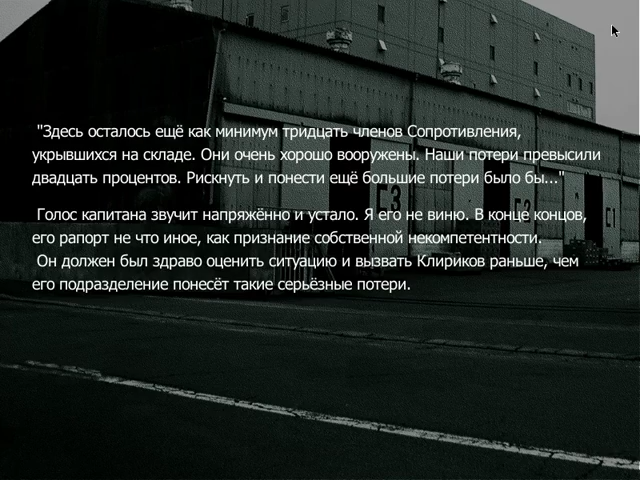 "Здесь осталось ещё как минимум тридцать членов Сопротивления,
укрывшихся на складе. Они очень хорошо вооружены. Наши потери превысили
двадцать процентов. Рискнуть и понести ещё большие потери было бы..."
Голос капитана звучит напряжённо и устало. Я его не виню. В конце концов,
его рапорт не что иное, как признание собственной некомпетентности.
Он должен был здраво оценить ситуацию и вызвать Клириков раньше, чем
его подразделение понесёт такие серьёзные потери.
E3
E2
E1